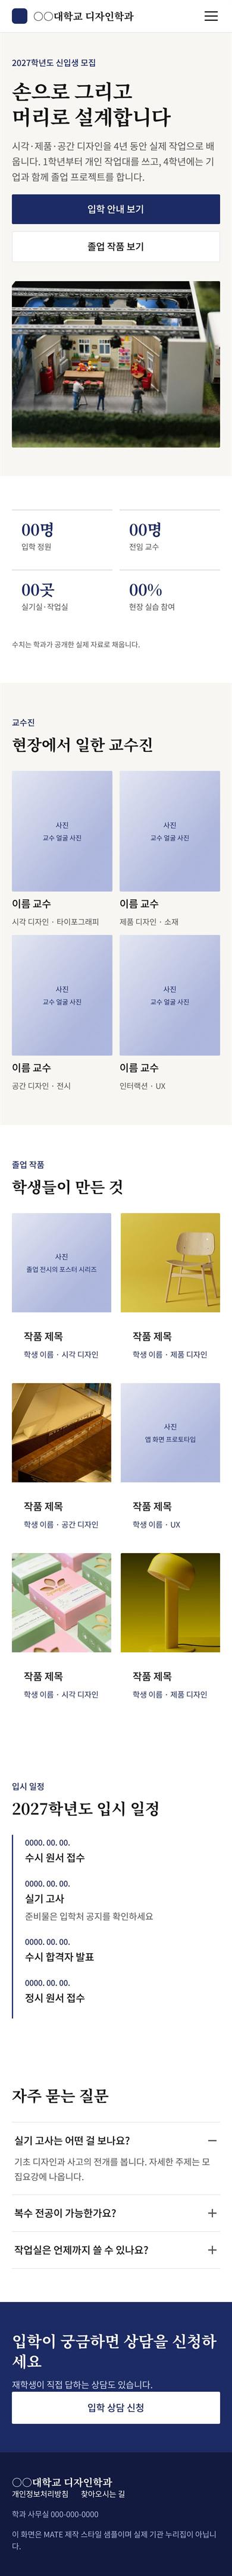 〇〇대학교 디자인학과
2027학년도 신입생 모집
손으로 그리고
머리로 설계합니다
시각·제품·공간 디자인을 4년 동안 실제 작업으로 배
웁니다. 1학년부터 개인 작업대를 쓰고, 4학년에는 기
업과 함께 졸업 프로젝트를 합니다.
입학 안내 보기
졸업 작품 보기
00명
입학 정원
00명
전임 교수
00곳
실기실·작업실
00%
현장 실습 참여
수치는 학과가 공개한 실제 자료로 채웁니다.
교수진
현장에서 일한 교수진
사진
교수 얼굴 사진
이름 교수
시각 디자인 · 타이포그래피
사진
교수 얼굴 사진
이름 교수
제품 디자인 · 소재
사진
교수 얼굴 사진
이름 교수
공간 디자인 · 전시
사진
교수 얼굴 사진
이름 교수
인터랙션 · UX
졸업 작품
학생들이 만든 것
사진
졸업 전시의 포스터 시리즈
작품 제목
학생 이름 · 시각 디자인
작품 제목
학생 이름 · 제품 디자인
작품 제목
학생 이름 · 공간 디자인
사진
앱 화면 프로토타입
작품 제목
학생 이름 · UX
작품 제목
학생 이름 · 시각 디자인
작품 제목
학생 이름 · 제품 디자인
입시 일정
2027학년도 입시 일정
0000. 00. 00.
수시 원서 접수
0000. 00. 00.
실기 고사
준비물은 입학처 공지를 확인하세요
0000. 00. 00.
수시 합격자 발표
0000. 00. 00.
정시 원서 접수
자주 묻는 질문
실기 고사는 어떤 걸 보나요?
기초 디자인과 사고의 전개를 봅니다. 자세한 주제는 모
집요강에 나옵니다.
복수 전공이 가능한가요?
작업실은 언제까지 쓸 수 있나요?
입학이 궁금하면 상담을 신청하
세요
재학생이 직접 답하는 상담도 있습니다.
입학 상담 신청
〇〇대학교 디자인학과
개인정보처리방침 찾아오시는 길
학과 사무실 000-000-0000
이 화면은 MATE 제작 스타일 샘플이며 실제 기관 누리집이 아닙니
다.